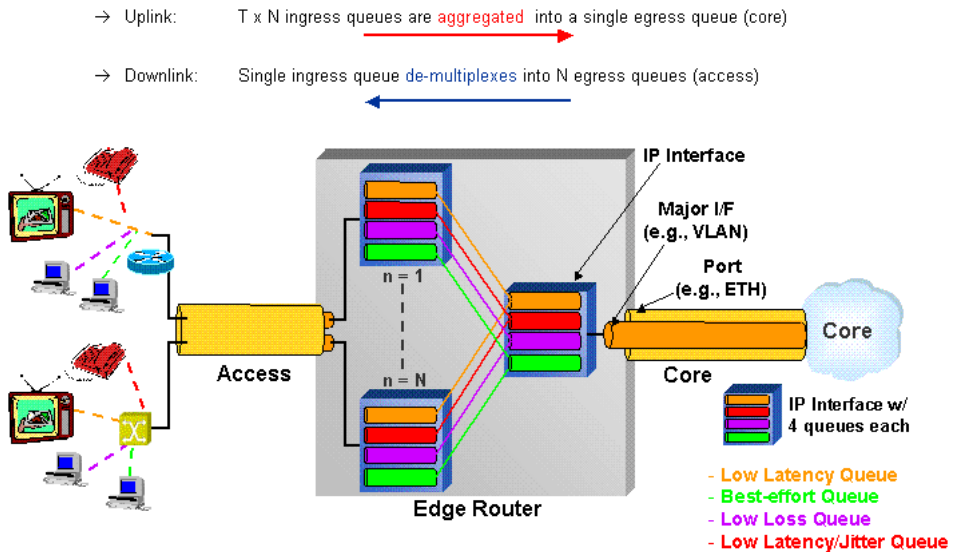 → Uplink: T x N ingress queues are aggregated into a single egress queue (core)
→ Downlink: Single ingress queue de-multiplexes into N egress queues (access)
IP Interface
Major I/F
(e.g., VLAN)
Port
(e.g., ETH)
n = 1
Core
Access
Core
n = N
IP Interface w/
4 queues each
Edge Router
- Low Latency Queue
- Best-effort Queue
- Low Loss Queue
- Low Latency/Jitter Queue